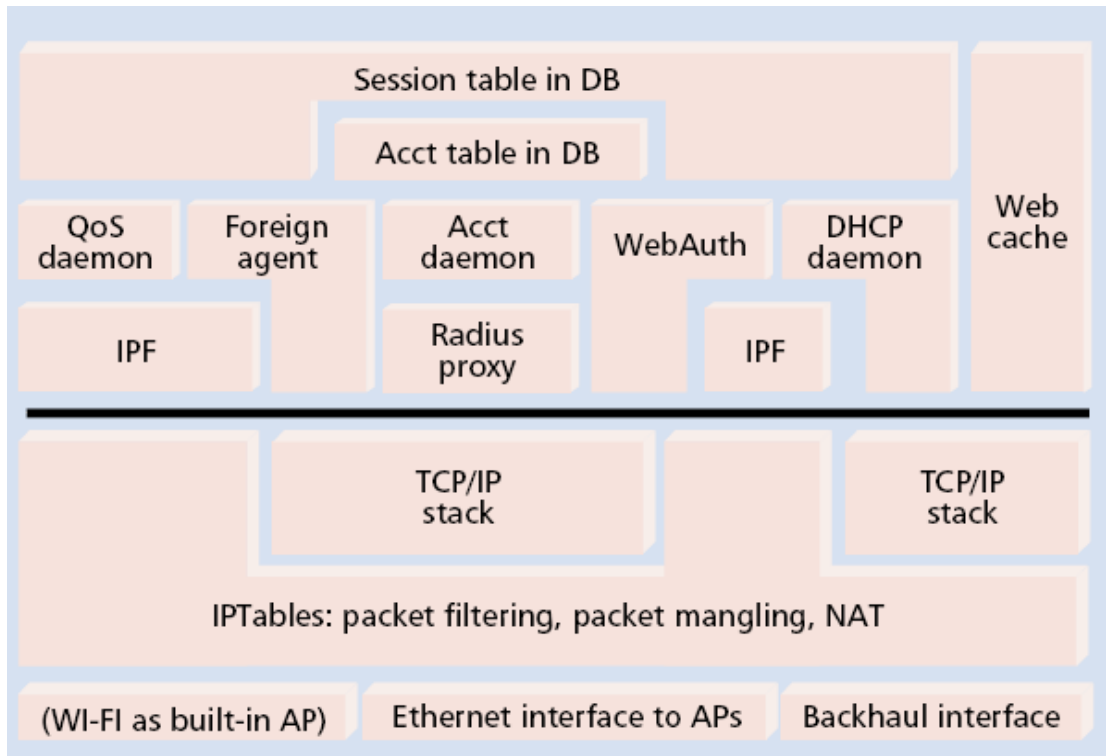 Session table in DB
Acct table in DB
QoS
daemon
Foreign
agent
Acct
daemon
WebAuth
DHCP
daemon
Web
cache
IPF
Radius
proxy
IPF
TCP/IP
stack
TCP/IP
stack
IPTables: packet filtering, packet mangling, NAT
(WI-FI as built-in AP)
Ethernet interface to APs
Backhaul interface